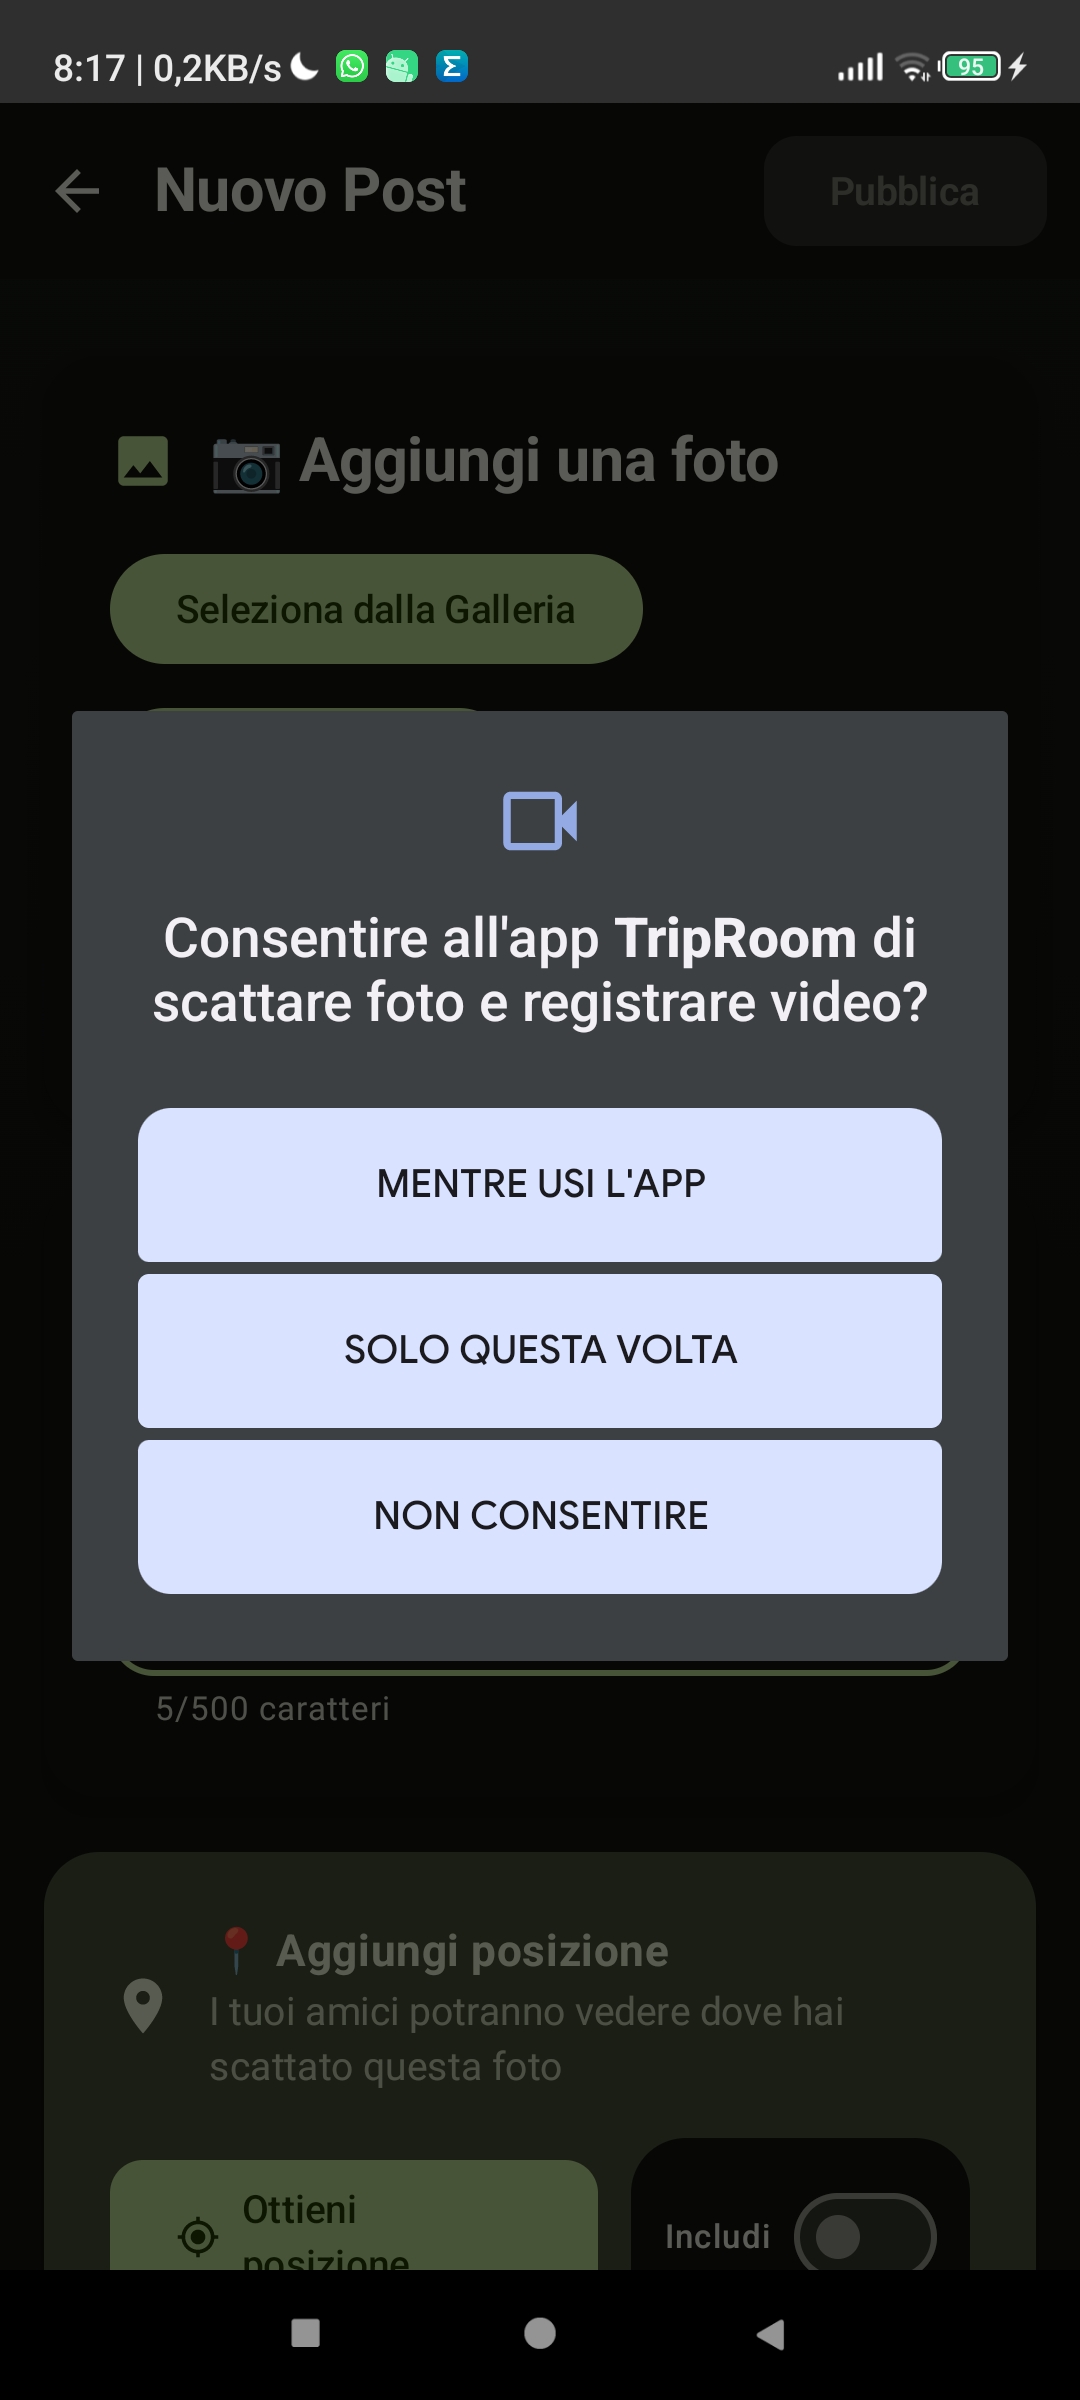 8:17 | 0,2KB/s
95
Nuovo Post
Pubblica
Aggiungi una foto
Seleziona dalla Galleria
Consentire all'app TripRoom di
scattare foto e registrare video?
MENTRE USI L'APP
SOLO QUESTA VOLTA
NON CONSENTIRE
5/500 caratteri
Aggiungi posizione
I tuoi amici potranno vedere dove hai
scattato questa foto
Ottieni
posizione
Includi